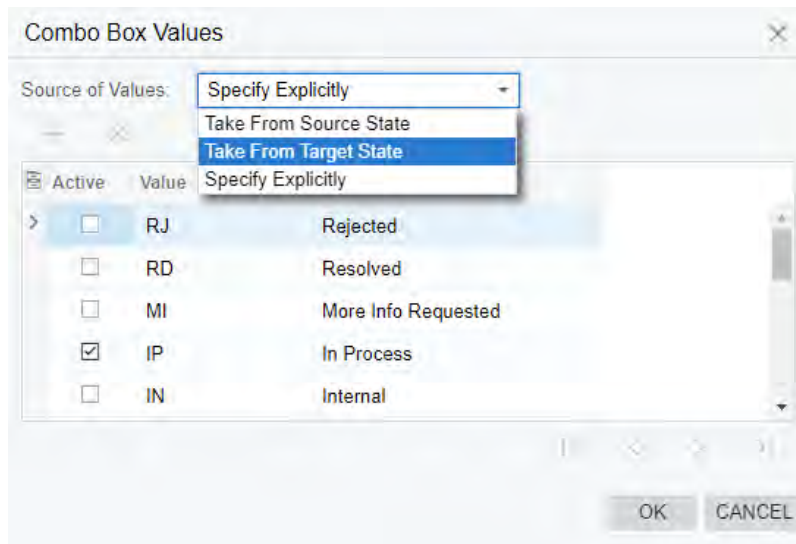 Combo Box Values
Source of Values: Specify Explicitly
Take From Source State
Take From Target State
Active Value Specify Explicitly
RJ Rejected
RD Resolved
MI More Info Requested
IP In Process
IN Internal
OK CANCEL